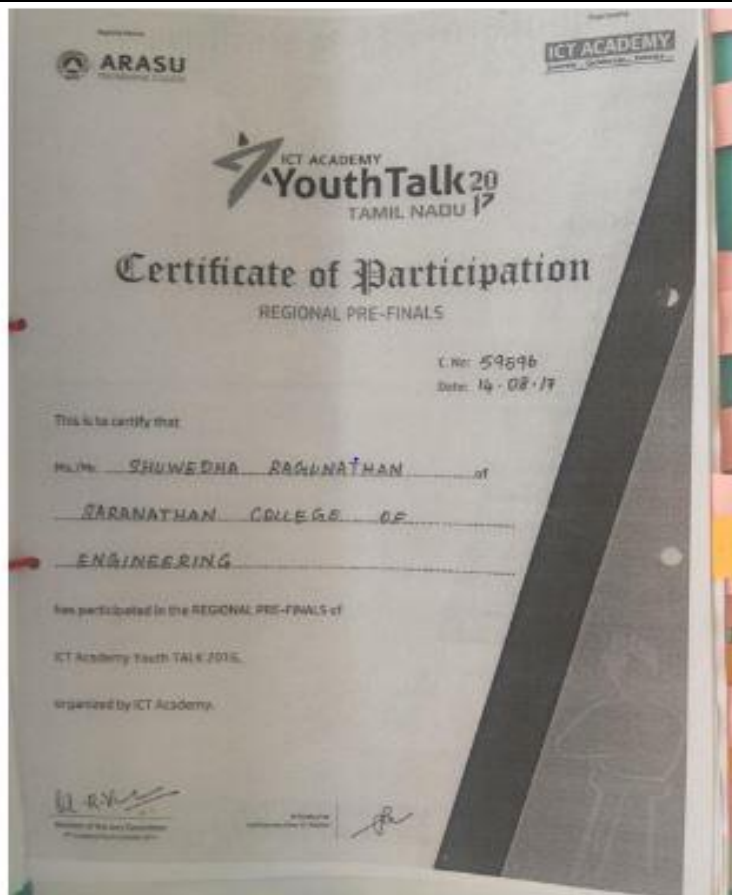 ARASU
ICT ACADEMY
ICT ACADEMY
YouthTalk 2017
TAMIL NADU
Certificate of Participation
REGIONAL PRE-FINALS
C.No: 59596
Date: 14-08-17
This is to certify that
Ms./Mr. SHUWEDHA RAGUNATHAN of
SARANATHAN COLLEGE OF
ENGINEERING
has participated in the REGIONAL PRE-FINALS of
ICT Academy Youth TALK 2016,
organized by ICT Academy.